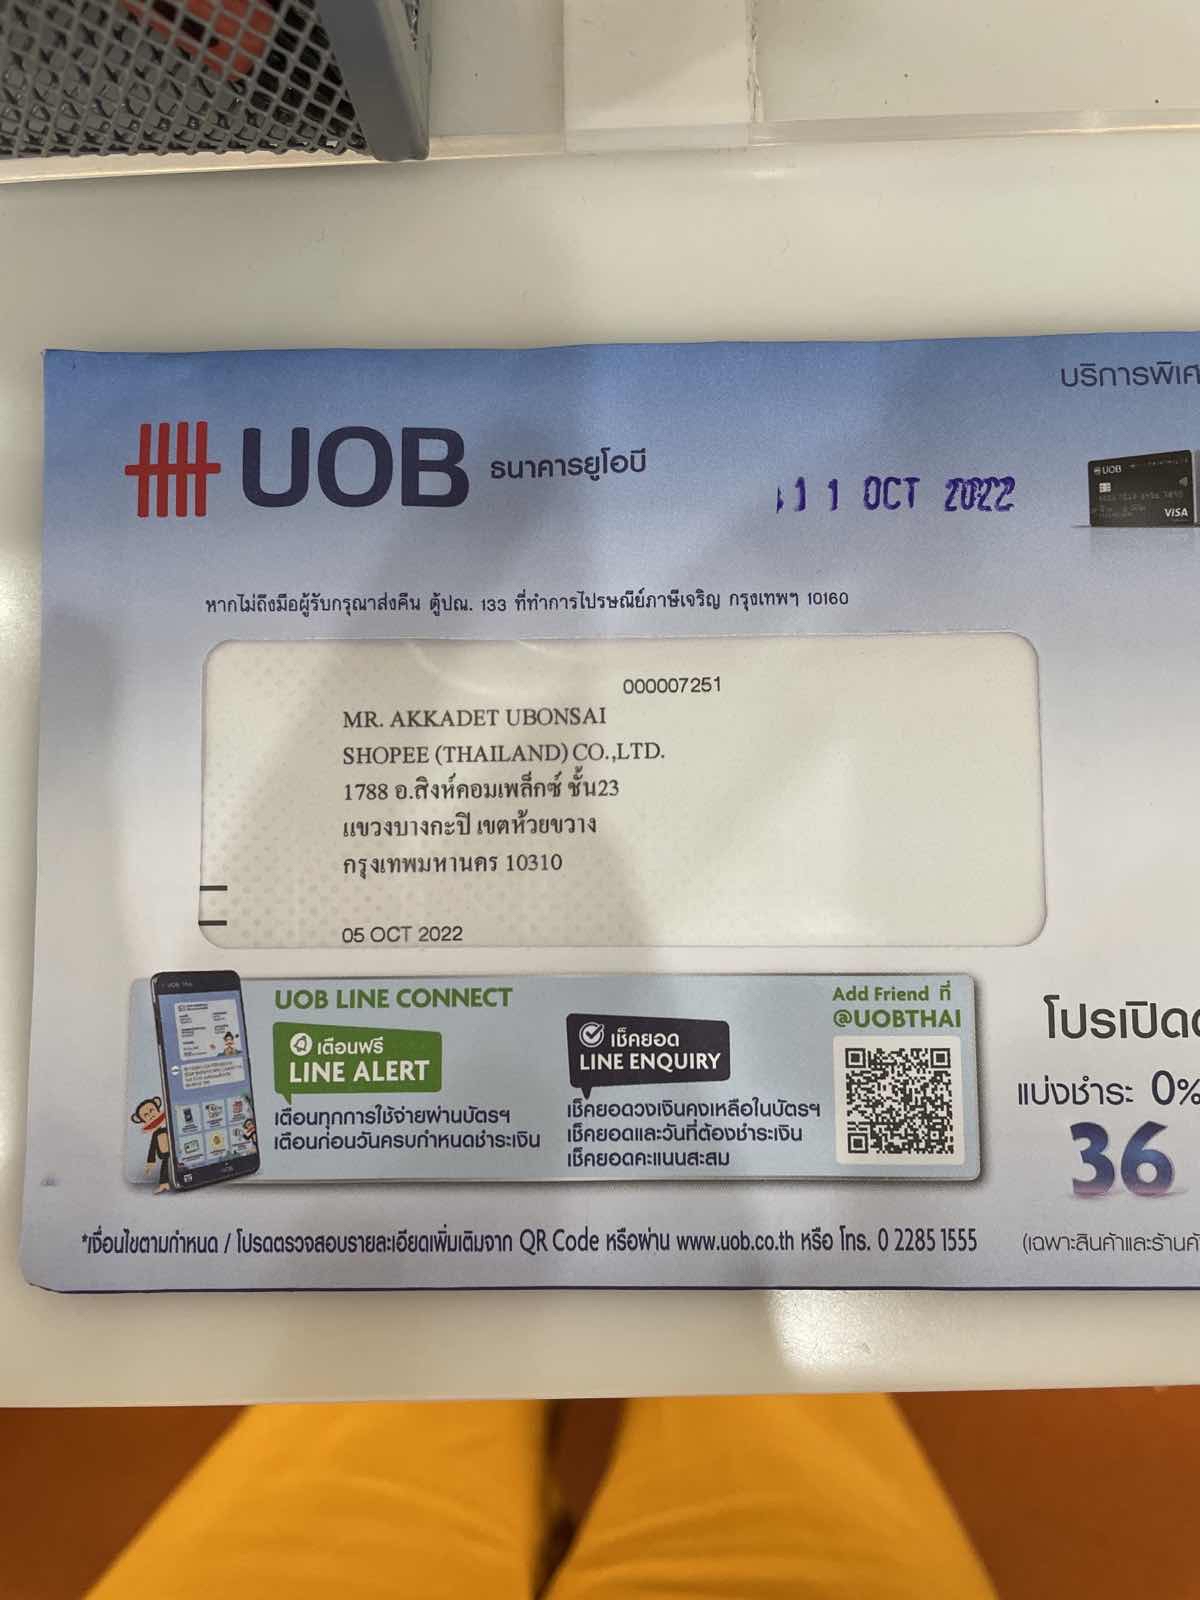 บริการพิเศ
UOB ธนาคารยูโอบี
11 OCT 2022
UOB
VISA
หากไม่ถึงมือผู้รับกรุณาส่งคืน ตู้ปณ. 133 ที่ทำการไปรษณีย์ภาษีเจริญ กรุงเทพฯ 10160
000007251
MR. AKKADET UBONSAI
SHOPEE (THAILAND) CO.,LTD.
1788 อ.สิงห์คอมเพล็กซ์ ชั้น23
แขวงบางกะปิ เขตห้วยขวาง
กรุงเทพมหานคร 10310
05 OCT 2022
UOB LINE CONNECT
เตือนฟรี
LINE ALERT
เตือนทุกการใช้จ่ายผ่านบัตรฯ
เตือนก่อนวันครบกำหนดชำระเงิน
เช็คยอด
LINE ENQUIRY
เช็คยอดวงเงินคงเหลือในบัตรฯ
เช็คยอดและวันที่ต้องชำระเงิน
เช็คยอดคะแนนสะสม
Add Friend ที่
@UOBTHAI
โปรเปิด
แบ่งชำระ 0%
36
*เงื่อนไขตามกำหนด / โปรดตรวจสอบรายละเอียดเพิ่มเติมจาก QR Code หรือผ่าน www.uob.co.th หรือ โทร. 0 2285 1555
(เฉพาะสินค้าและร้านค้